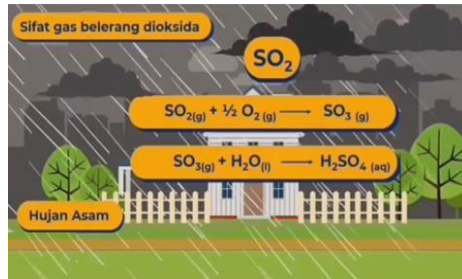 Sifat gas belerang dioksida
SO₂
SO₂(g) + ½ O₂ (g) ⟶ SO₃ (g)
SO₃(g) + H₂O(l) ⟶ H₂SO₄ (aq)
Hujan Asam